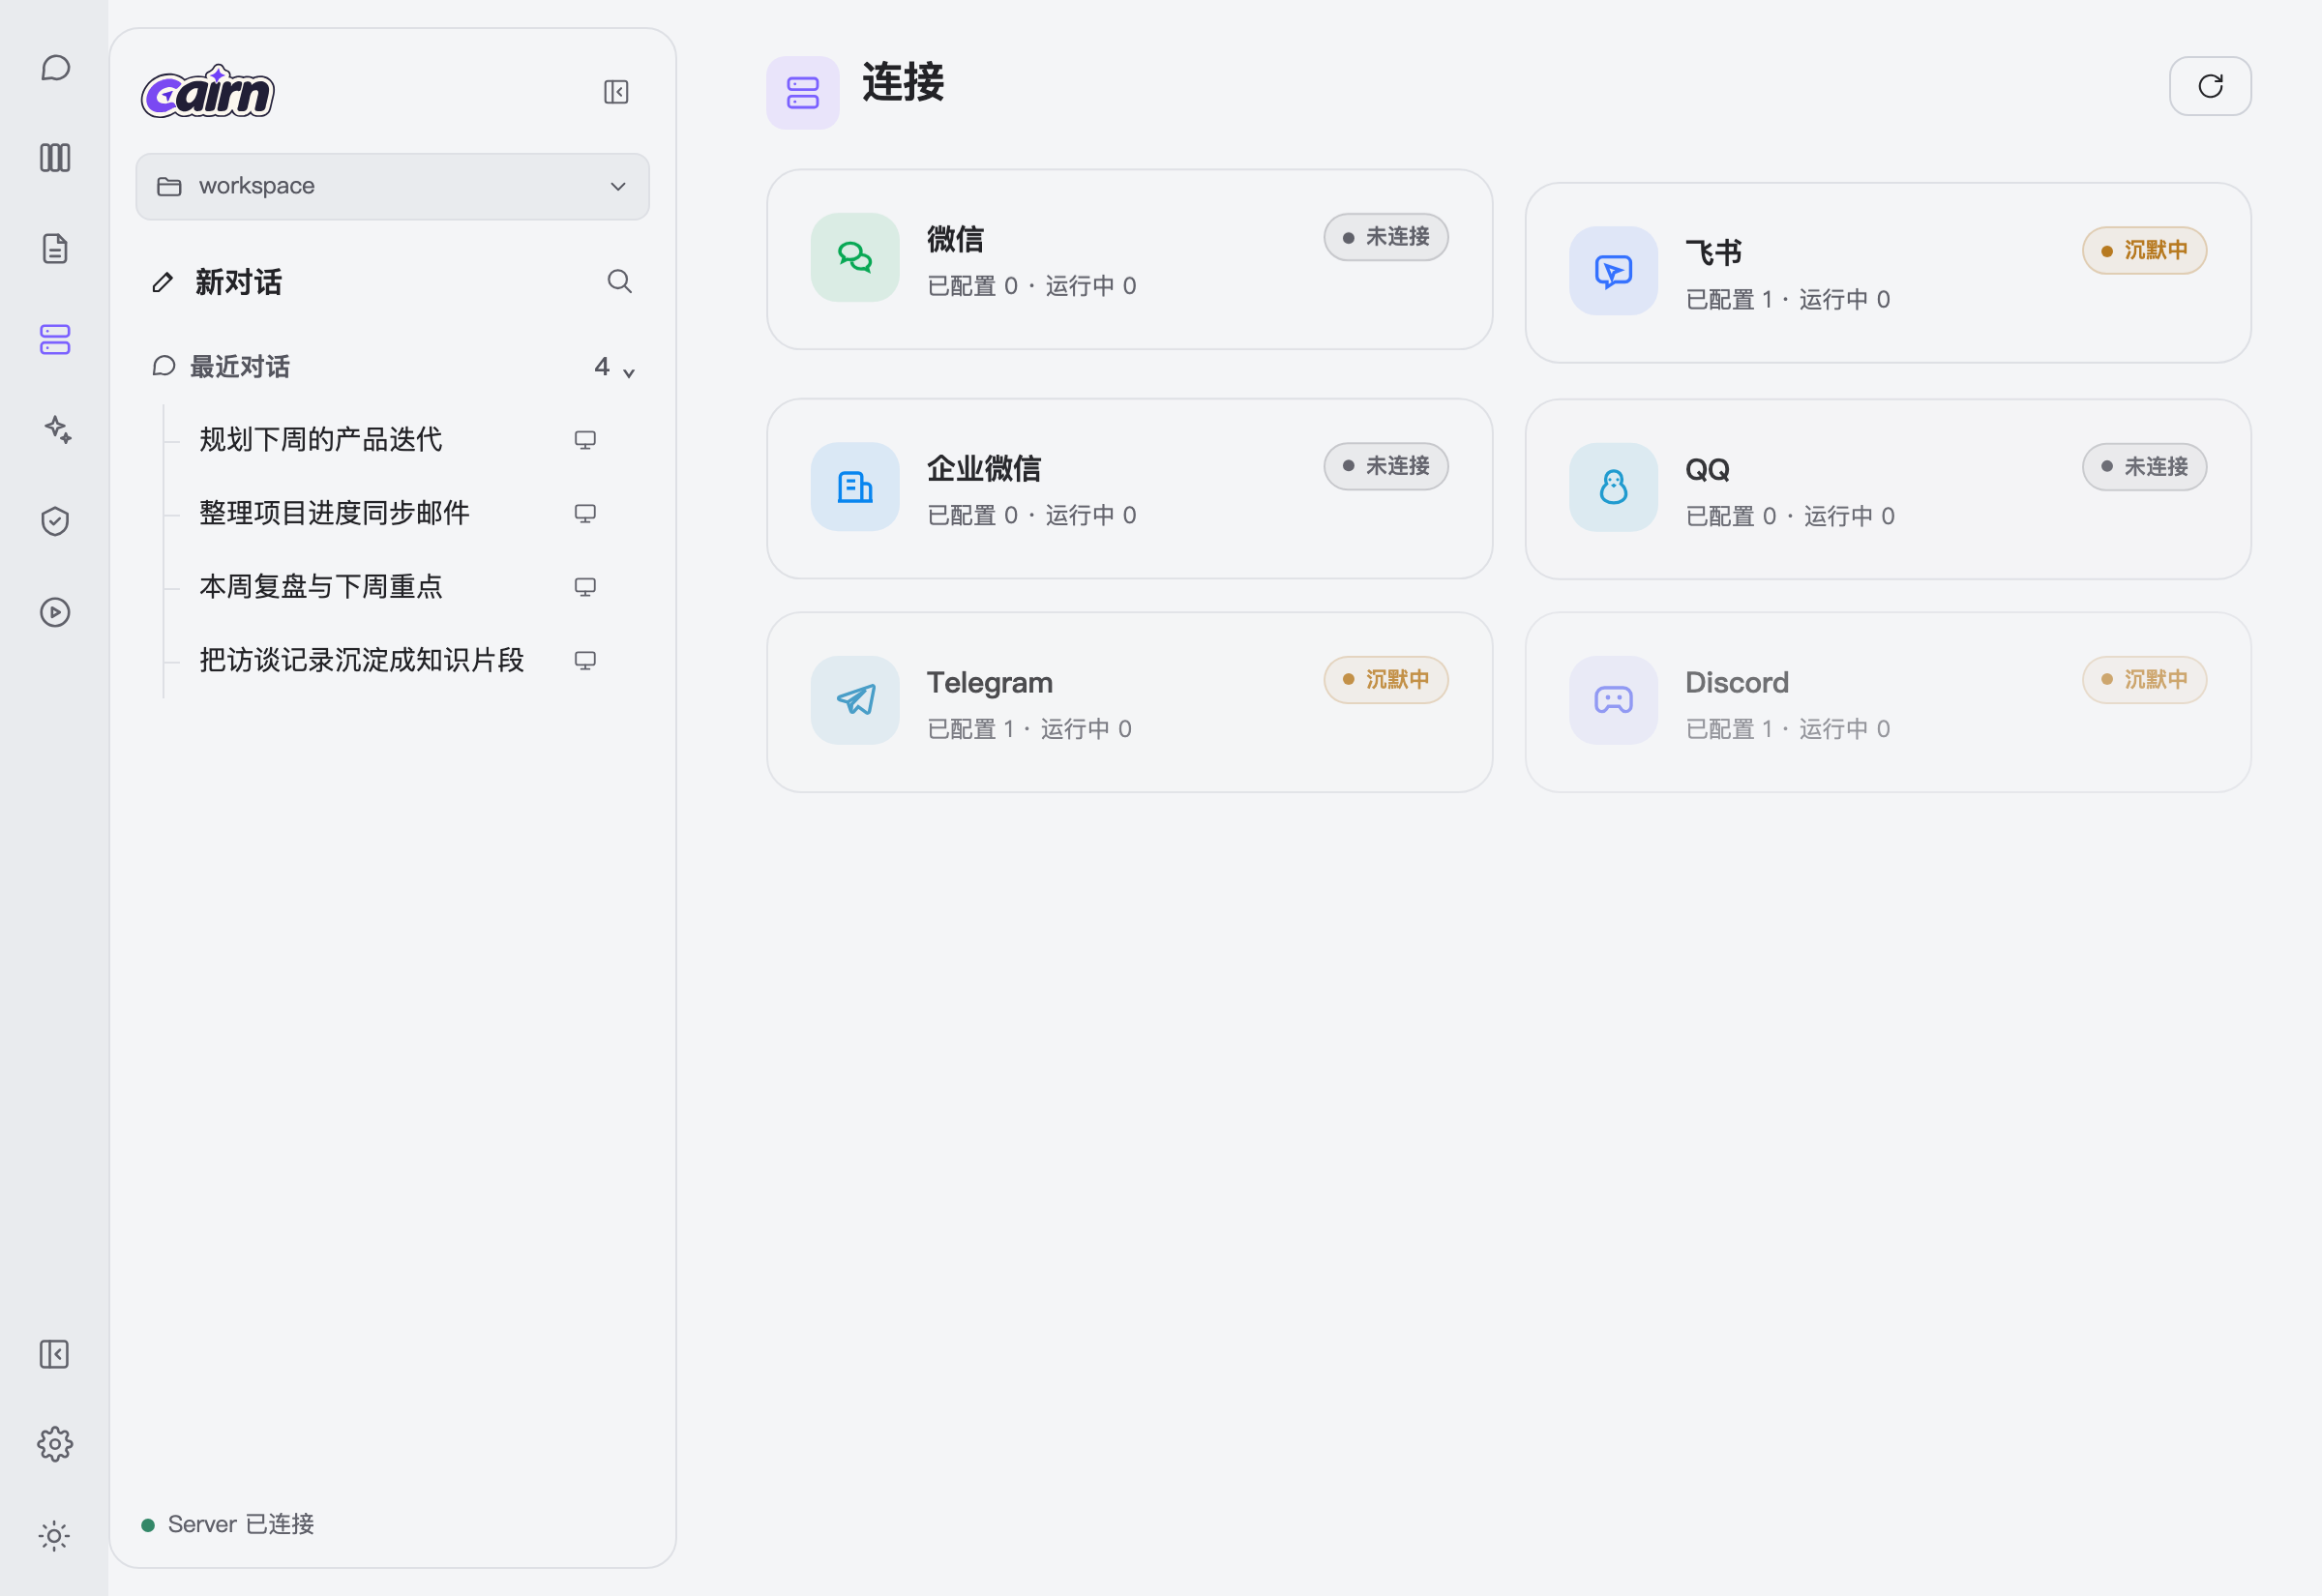 cairn
workspace
新对话
最近对话 4
规划下周的产品迭代
整理项目进度同步邮件
本周复盘与下周重点
把访谈记录沉淀成知识片段
Server 已连接
连接
微信
未连接
已配置 0 · 运行中 0
飞书
沉默中
已配置 1 · 运行中 0
企业微信
未连接
已配置 0 · 运行中 0
QQ
未连接
已配置 0 · 运行中 0
Telegram
沉默中
已配置 1 · 运行中 0
Discord
沉默中
已配置 1 · 运行中 0